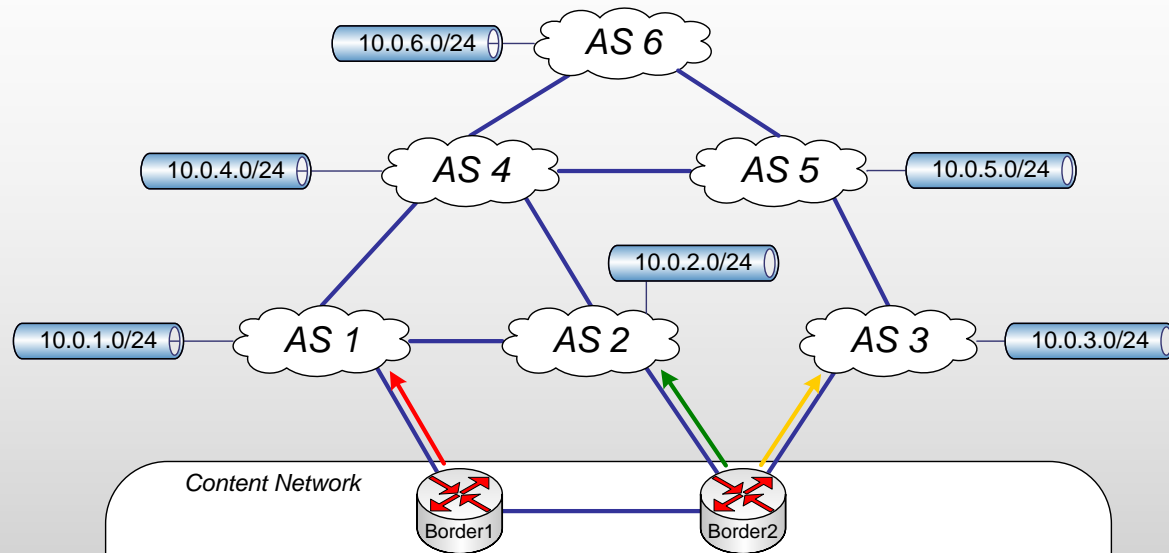 10.0.6.0/24
AS 6
10.0.4.0/24
AS 4
AS 5
10.0.5.0/24
10.0.2.0/24
10.0.1.0/24
AS 1
AS 2
AS 3
10.0.3.0/24
Content Network
Border1
Border2